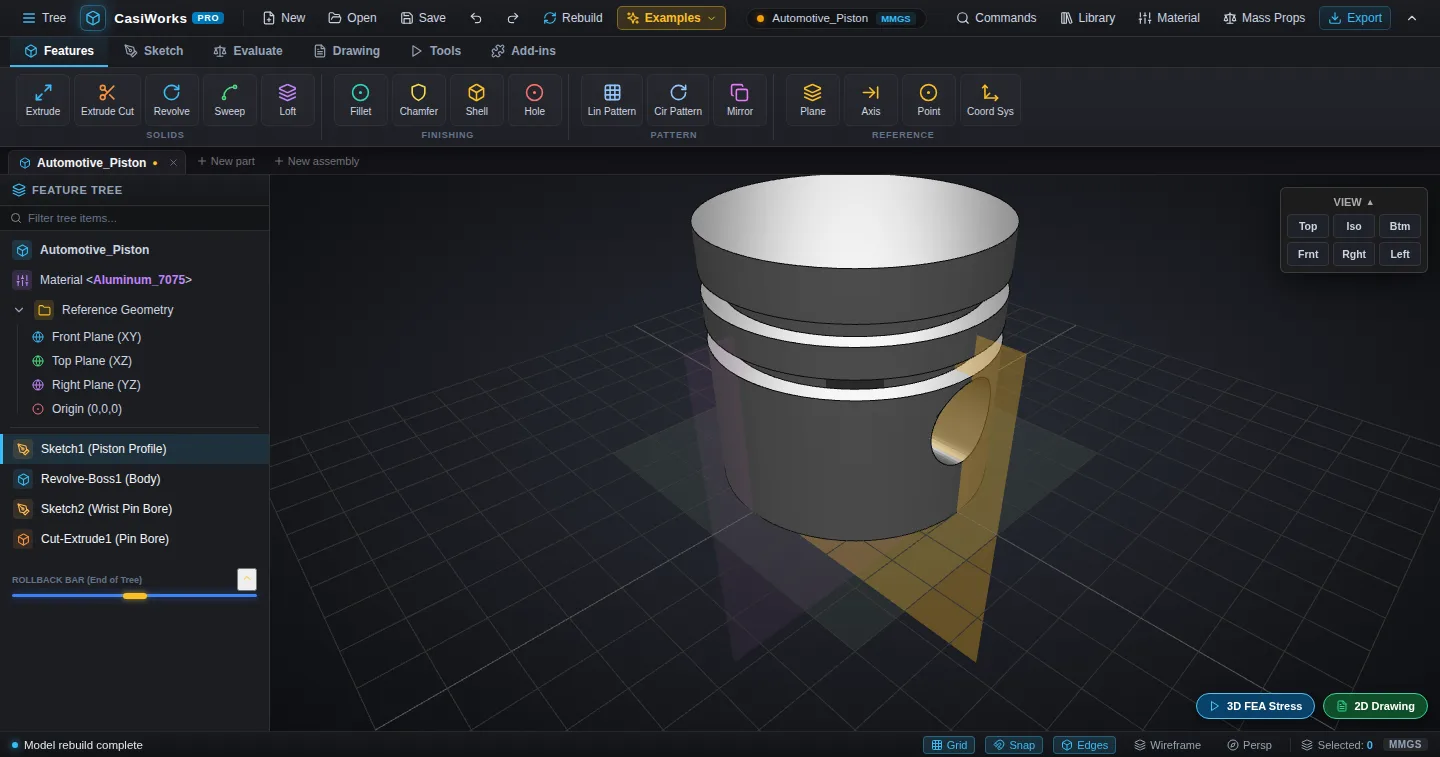 Tree CasiWorks PRO New Open Save Rebuild Examples Automotive_Piston MMGS Commands Library Material Mass Props Export
Features Sketch Evaluate Drawing Tools Add-ins
Extrude Extrude Cut Revolve Sweep Loft Fillet Chamfer Shell Hole Lin Pattern Cir Pattern Mirror Plane Axis Point Coord Sys
SOLIDS FINISHING PATTERN REFERENCE
Automotive_Piston • × + New part + New assembly
FEATURE TREE
Filter tree items...
Automotive_Piston
Material <Aluminum_7075>
Reference Geometry
Front Plane (XY)
Top Plane (XZ)
Right Plane (YZ)
Origin (0,0,0)
Sketch1 (Piston Profile)
Revolve-Boss1 (Body)
Sketch2 (Wrist Pin Bore)
Cut-Extrude1 (Pin Bore)
ROLLBACK BAR (End of Tree)
VIEW ▲
Top Iso Btm
Frnt Rght Left
3D FEA Stress 2D Drawing
Model rebuild complete Grid Snap Edges Wireframe Persp Selected: 0 MMGS